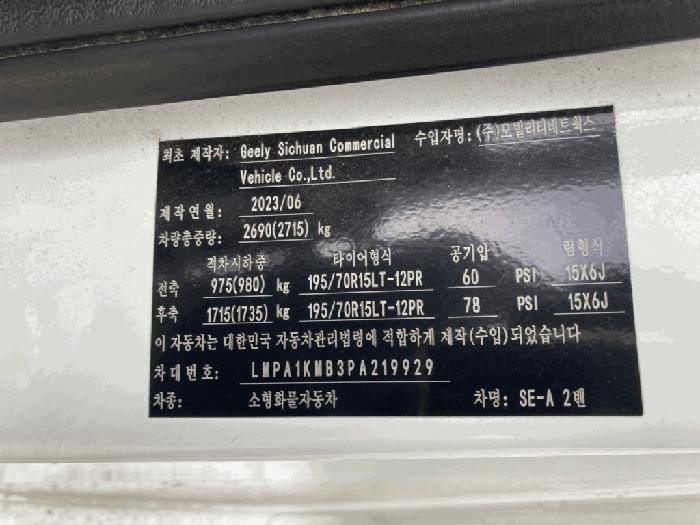 최초 제작자: Geely Sichuan Commercial 수입자명: (주)모빌리티네트웍스
Vehicle Co.,Ltd.
제작연월: 2023/06
차량총중량: 2690(2715) kg
적차시하중 타이어형식 공기압 림형식
전축 975(980) kg 195/70R15LT-12PR 60 PSI 15X6J
후축 1715(1735) kg 195/70R15LT-12PR 78 PSI 15X6J
이 자동차는 대한민국 자동차관리법령에 적합하게 제작(수입)되었습니다
차대번호: LMPA1KMB3PA219929
차종: 소형화물자동차 차명: SE-A 2밴